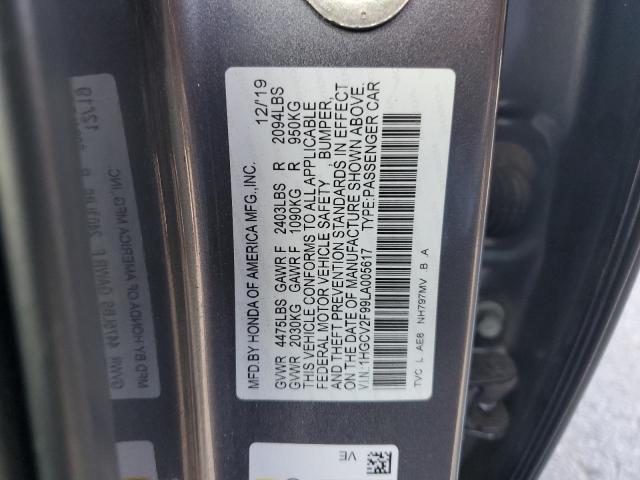 MFD.BY HONDA OF AMERICA MFG.,INC. 12/'19
GVWR 4475LBS GAWR F 2403LBS R 2094LBS
GVWR 2030KG GAWR F 1090KG R 950KG
THIS VEHICLE CONFORMS TO ALL APPLICABLE
FEDERAL MOTOR VEHICLE SAFETY , BUMPER,
AND THEFT PREVENTION STANDARDS IN EFFECT
ON THE DATE OF MANUFACTURE SHOWN ABOVE.
V.I.N.:1HGCV2F99LA005617 TYPE:PASSENGER CAR
TVC L AE8 NH797MV B A
VE